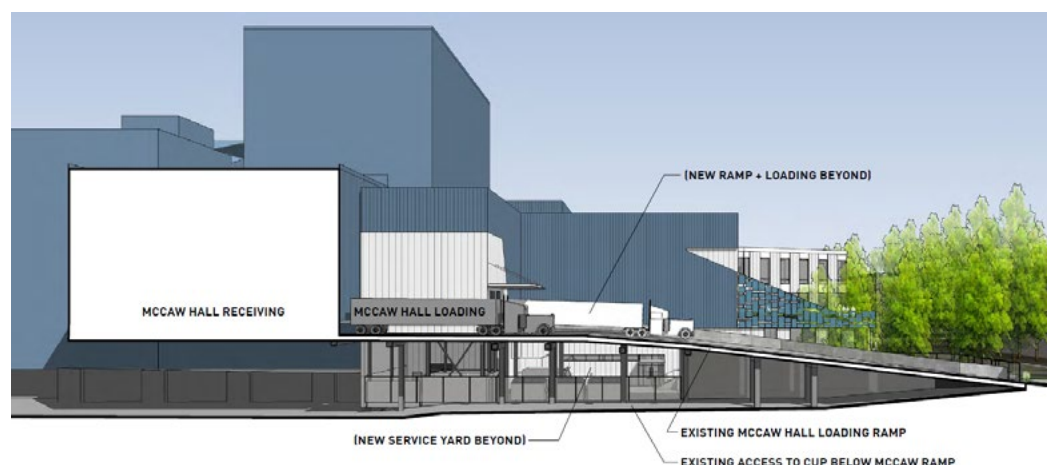 (NEW RAMP + LOADING BEYOND)
MCCAW HALL RECEIVING
MCCAW HALL LOADING
EXISTING MCCAW HALL LOADING RAMP
(NEW SERVICE YARD BEYOND)
EXISTING ACCESS TO CUP BELOW MCCAW RAMP